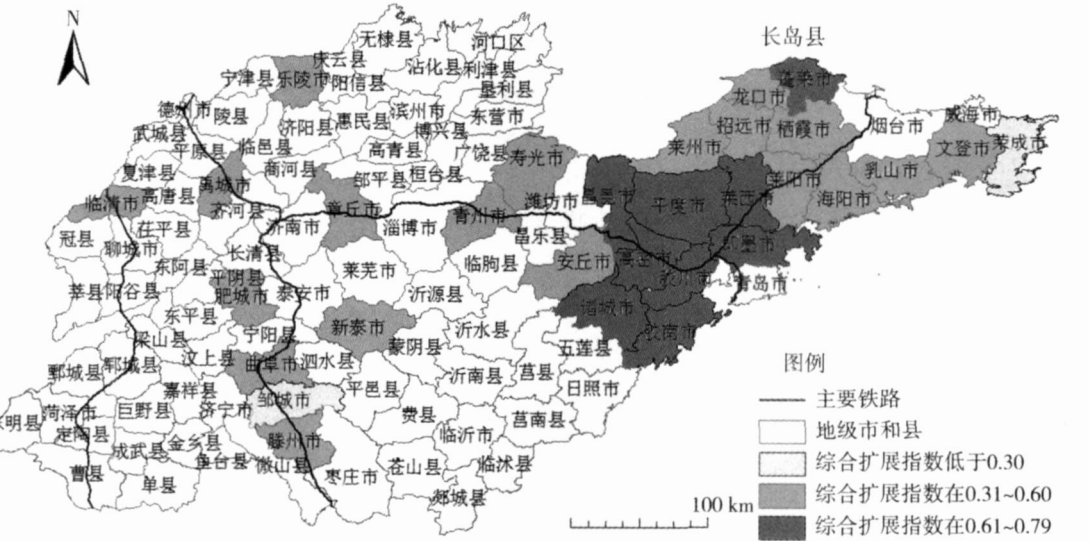 N
无棣县
河口区
长岛县
庆云县
沾化县
利津县
宁津县
乐陵市
阳信县
垦利县
蓬莱市
龙口市
德州市
陵县
惠民县
滨州市
东营市
招远市
栖霞市
烟台市
威海市
武城县
济阳县
博兴县
荣成市
平原县
临邑县
高青县
广饶县
寿光市
莱州市
文登市
夏津县
商河县
邹平县
桓台县
莱阳市
乳山市
禹城市
临清市
高唐县
齐河县
章丘市
潍坊市
昌邑市
平度市
莱西市
海阳市
济南市
淄博市
青州市
冠县
茌平县
聊城市
昌乐县
即墨市
长清县
东阿县
莱芜市
临朐县
安丘市
高密市
平阴县
青岛市
莘县
阳谷县
肥城市
泰安市
沂源县
诸城市
东平县
新泰市
沂水县
胶南市
梁山县
宁阳县
蒙阴县
五莲县
鄄城县
郓城县
汶上县
曲阜市
泗水县
沂南县
莒县
图例
嘉祥县
平邑县
日照市
菏泽市
巨野县
济宁市
邹城市
费县
莒南县
主要铁路
明县
定陶县
地级市和县
成武县
金乡县
滕州市
临沂市
曹县
鱼台县
微山县
枣庄市
苍山县
临沭县
综合扩展指数低于0.30
单县
郯城县
综合扩展指数在0.31~0.60
100 km
综合扩展指数在0.61~0.79